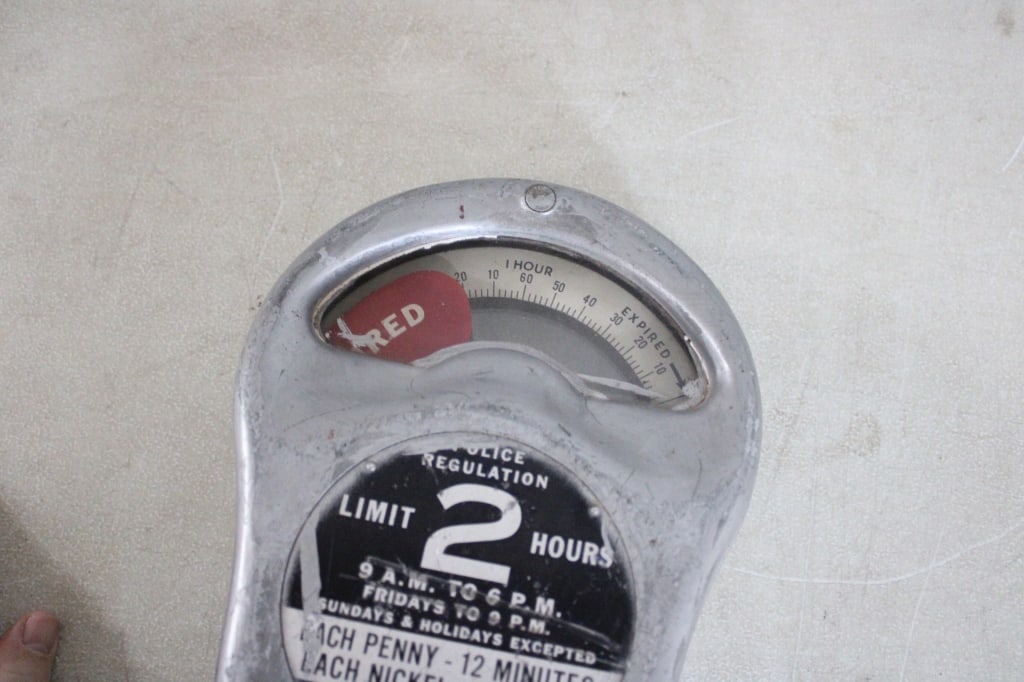 1 HOUR
20 10 60 50 40 30 20 10
EXPIRED
RED
POLICE
REGULATION
LIMIT 2 HOURS
9 A.M. TO 6 P.M.
FRIDAYS TO 9 P.M.
SUNDAYS & HOLIDAYS EXCEPTED
EACH PENNY - 12 MINUTES
EACH NICKEL